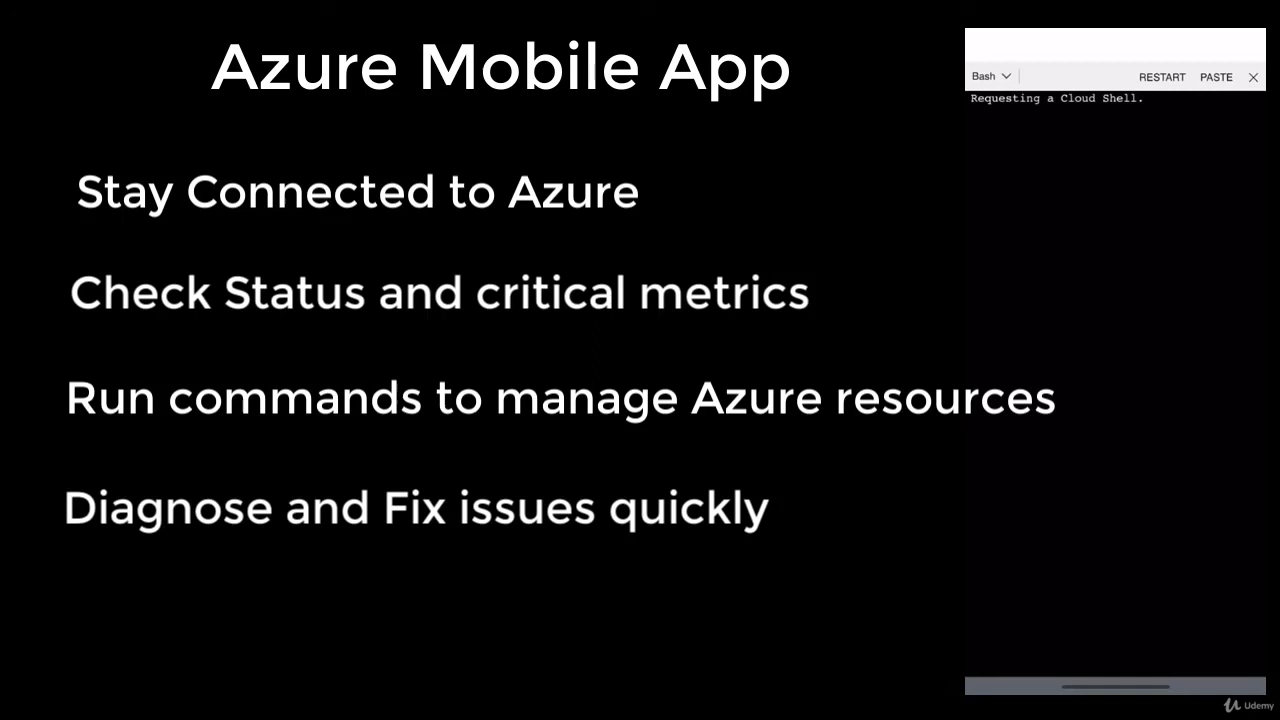 Azure Mobile App
Bash
RESTART PASTE
Requesting a Cloud Shell.
Stay Connected to Azure
Check Status and critical metrics
Run commands to manage Azure resources
Diagnose and Fix issues quickly
Udemy